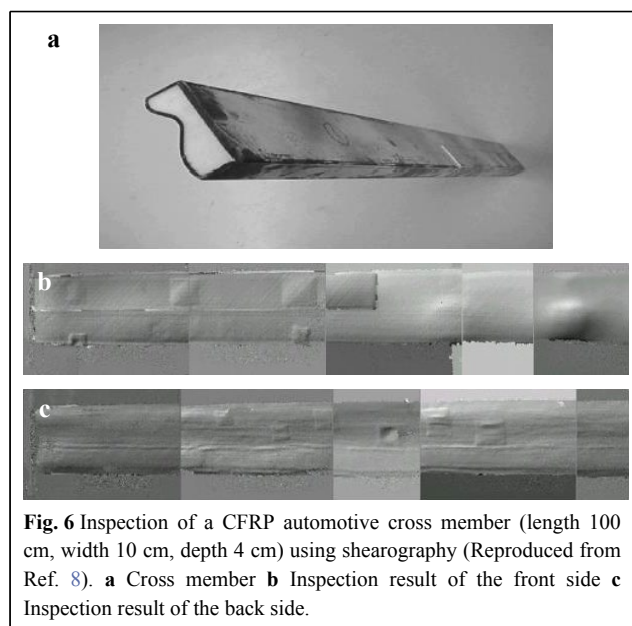 a
b
c
Fig. 6 Inspection of a CFRP automotive cross member (length 100
cm, width 10 cm, depth 4 cm) using shearography (Reproduced from
Ref. 8). a Cross member b Inspection result of the front side c
Inspection result of the back side.